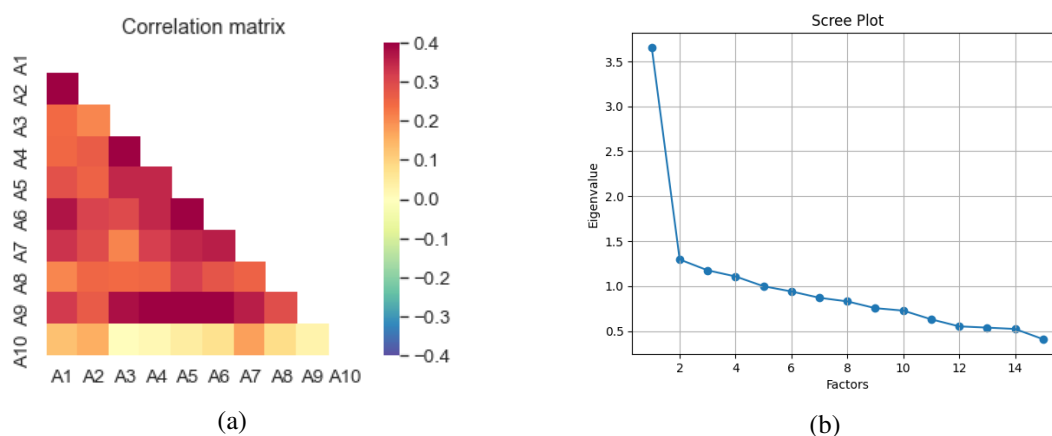 Correlation matrix
A1
A2
A3
A4
A5
A6
A7
A8
A9
A10
A1 A2 A3 A4 A5 A6 A7 A8 A9 A10
0.4
0.3
0.2
0.1
0.0
−0.1
−0.2
−0.3
−0.4
(a)
Scree Plot
Eigenvalue
3.5
3.0
2.5
2.0
1.5
1.0
0.5
2 4 6 8 10 12 14
Factors
(b)